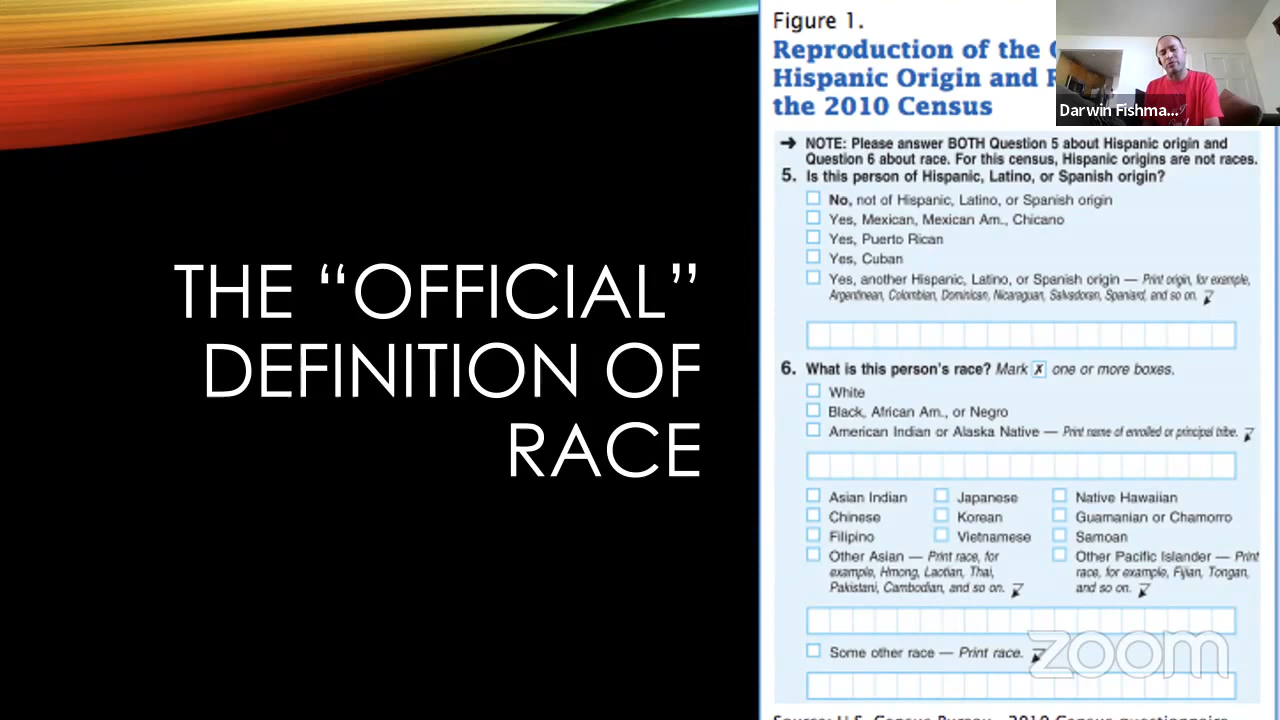 THE “OFFICIAL”
DEFINITION OF
RACE
Figure 1.
Reproduction of the
Hispanic Origin and
the 2010 Census
Darwin Fishma...
→ NOTE: Please answer BOTH Question 5 about Hispanic origin and
Question 6 about race. For this census, Hispanic origins are not races.
5. Is this person of Hispanic, Latino, or Spanish origin?
No, not of Hispanic, Latino, or Spanish origin
Yes, Mexican, Mexican Am., Chicano
Yes, Puerto Rican
Yes, Cuban
Yes, another Hispanic, Latino, or Spanish origin — Print origin, for example,
Argentinean, Colombian, Dominican, Nicaraguan, Salvadoran, Spaniard, and so on.
6. What is this person's race? Mark X one or more boxes.
White
Black, African Am., or Negro
American Indian or Alaska Native — Print name of enrolled or principal tribe.
Asian Indian Japanese Native Hawaiian
Chinese Korean Guamanian or Chamorro
Filipino Vietnamese Samoan
Other Asian — Print race, for Other Pacific Islander — Print
example, Hmong, Laotian, Thai, race, for example, Fijian, Tongan,
Pakistani, Cambodian, and so on. and so on.
Some other race — Print race.
zoom
Source: U.S. Census Bureau, 2010 Census questionnaire.